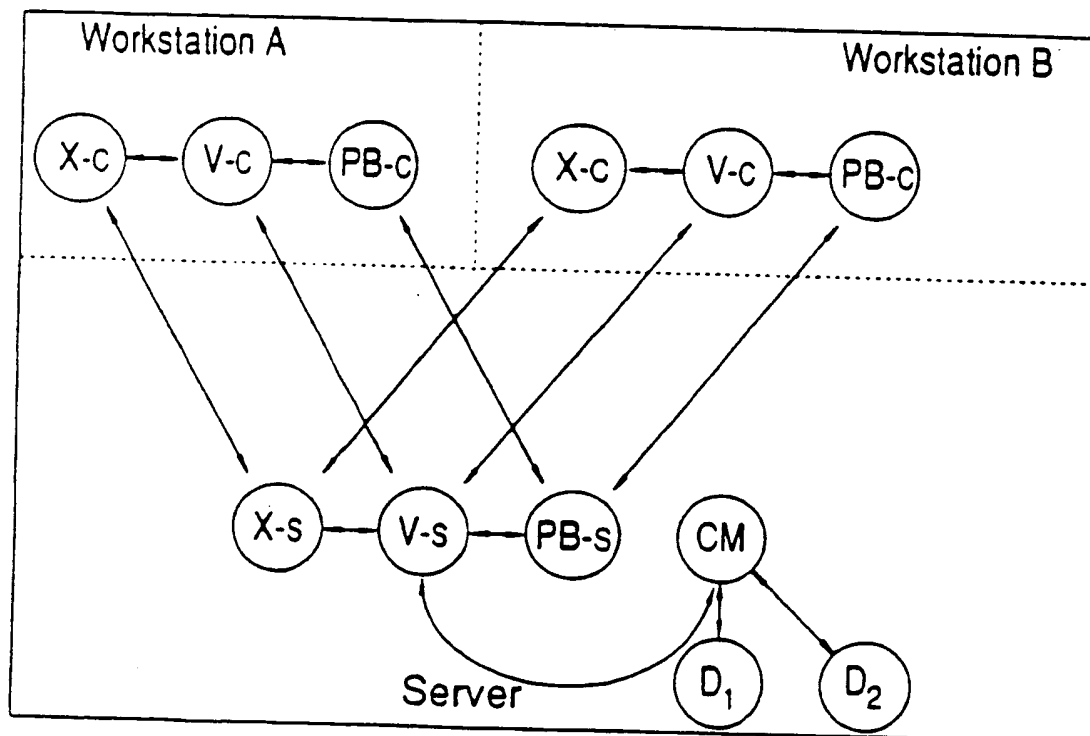 Workstation A
Workstation B
X-c
V-c
PB-c
X-c
V-c
PB-c
X-s
V-s
PB-s
CM
Server
D1
D2